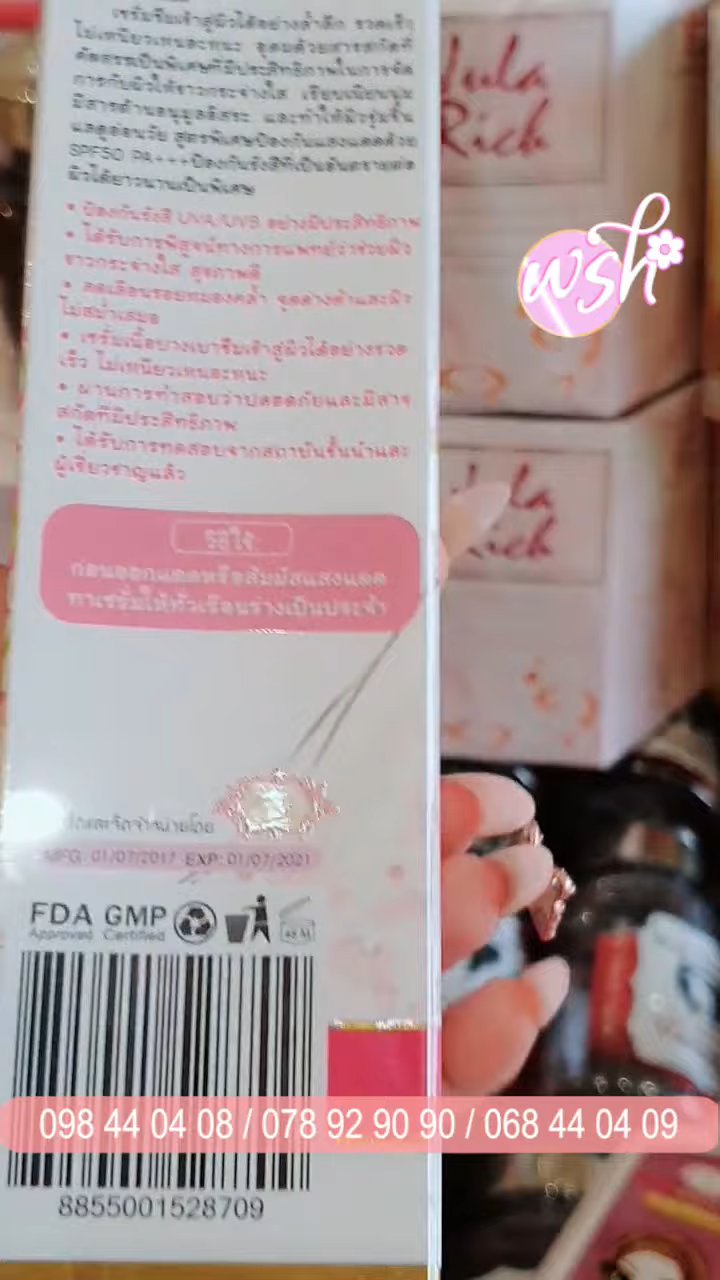 เซรั่มซึมเข้าสู่ผิวได้อย่างล้ำลึก รวดเร็ว
ไม่เหนียวเหนอะหนะ อุดมด้วยสารสกัดที่
คัดสรรเป็นพิเศษที่มีประสิทธิภาพในการจัด
การกับผิวให้ขาวกระจ่างใส เรียบเนียนนุ่ม
มีสารต้านอนุมูลอิสระ และทำให้ผิวชุ่มชื้น
แลดูอ่อนวัย สูตรพิเศษป้องกันแสงแดดด้วย
SPF50 PA+++ป้องกันรังสีที่เป็นอันตรายต่อ
ผิวได้ยาวนานเป็นพิเศษ
• ป้องกันรังสี UVA/UVB อย่างมีประสิทธิภาพ
• ได้รับการพิสูจน์ทางการแพทย์ว่าช่วยผิว
ขาวกระจ่างใส สุขภาพดี
• ลดเลือนรอยหมองคล้ำ จุดด่างดำและผิว
ไม่สม่ำเสมอ
• เซรั่มเนื้อบางเบาซึมเข้าสู่ผิวได้อย่างรวด
เร็ว ไม่เหนียวเหนอะหนะ
• ผ่านการทำสอบว่าปลอดภัยและมีสาร
สกัดที่มีประสิทธิภาพ
• ได้รับการทดสอบจากสถาบันชั้นนำและ
ผู้เชี่ยวชาญแล้ว
วิธีใช้
ก่อนออกแดดหรือสัมผัสแสงแดด
ทาเซรั่มให้ทั่วเรือนร่างเป็นประจำ
และจัดจำหน่ายโดย
MFG: 01/07/2017 EXP: 01/07/2021
FDA GMP
Approved Certified
8855001528709
Jula
Rich
wsh
098 44 04 08 / 078 92 90 90 / 068 44 04 09